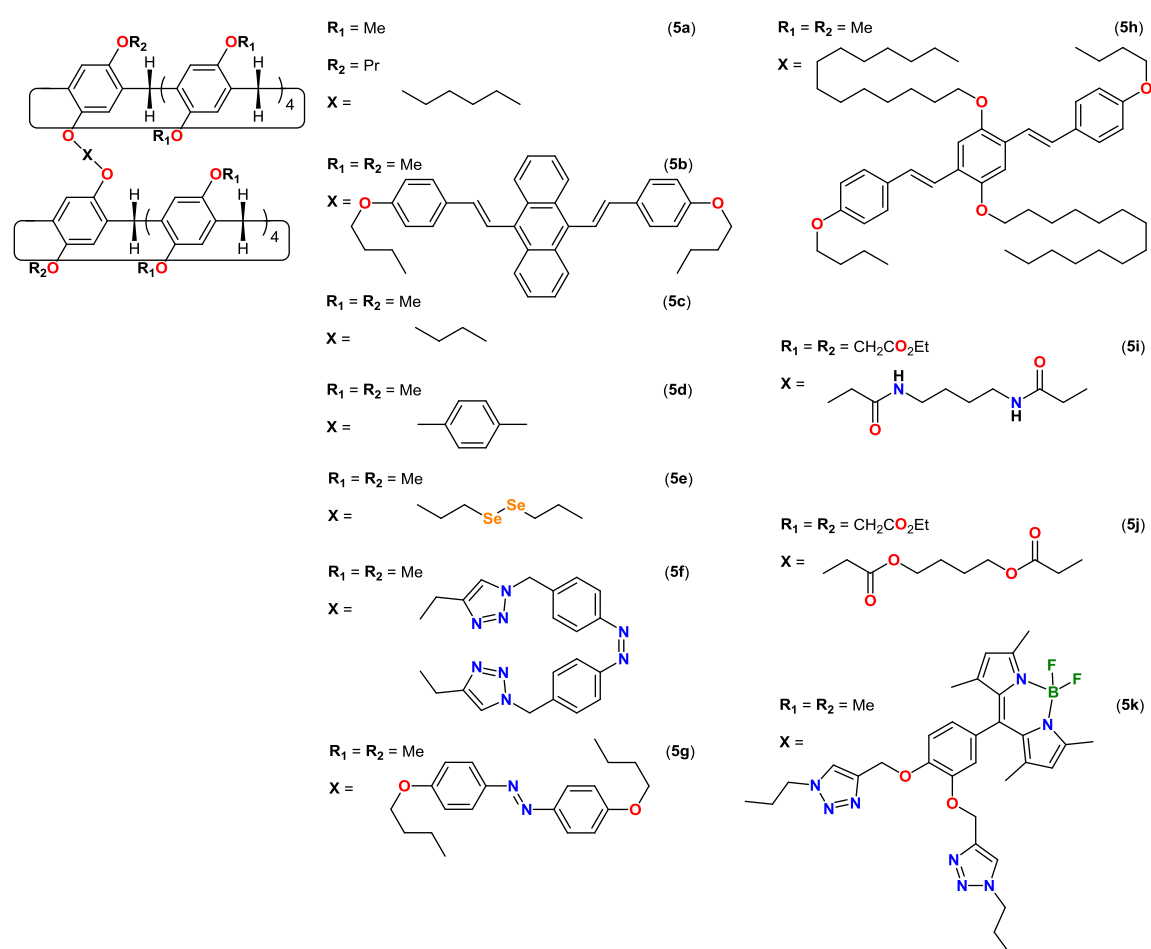 OR2 OR1
H H
( )4
H H
R1O
O
X
O
OR1
H H
( )4
H H
R2O R1O
R1 = Me (5a)
R2 = Pr
X =
R1 = R2 = Me (5b)
X = O O
R1 = R2 = Me (5c)
X =
R1 = R2 = Me (5d)
X =
R1 = R2 = Me (5e)
X = Se Se
R1 = R2 = Me (5f)
X =
N
N N
N
N
N N
N
R1 = R2 = Me (5g)
X =
O N
N O
R1 = R2 = Me (5h)
X =
O O
O O
R1 = R2 = CH2CO2Et (5i)
X =
H
N
O
O
N
H
R1 = R2 = CH2CO2Et (5j)
X =
O
O
O
O
R1 = R2 = Me (5k)
X =
F
F
N B
N
N
N N
O
O
N
N N